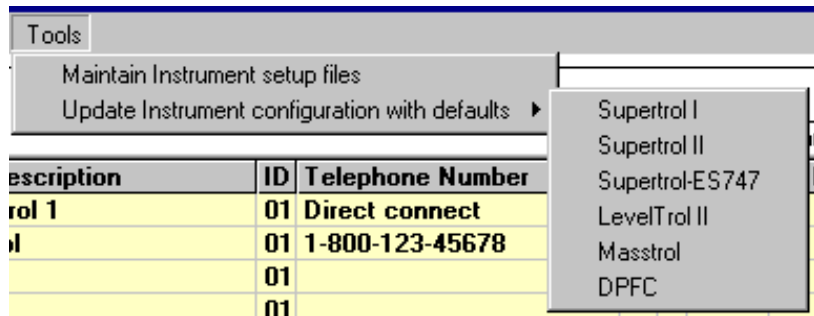 Tools
Maintain Instrument setup files
Update Instrument configuration with defaults
Supertrol I
Supertrol II
Supertrol-ES747
LevelTrol II
Masstrol
DPFC
escription ID Telephone Number
rol 1 01 Direct connect
ol 01 1-800-123-45678
01
01